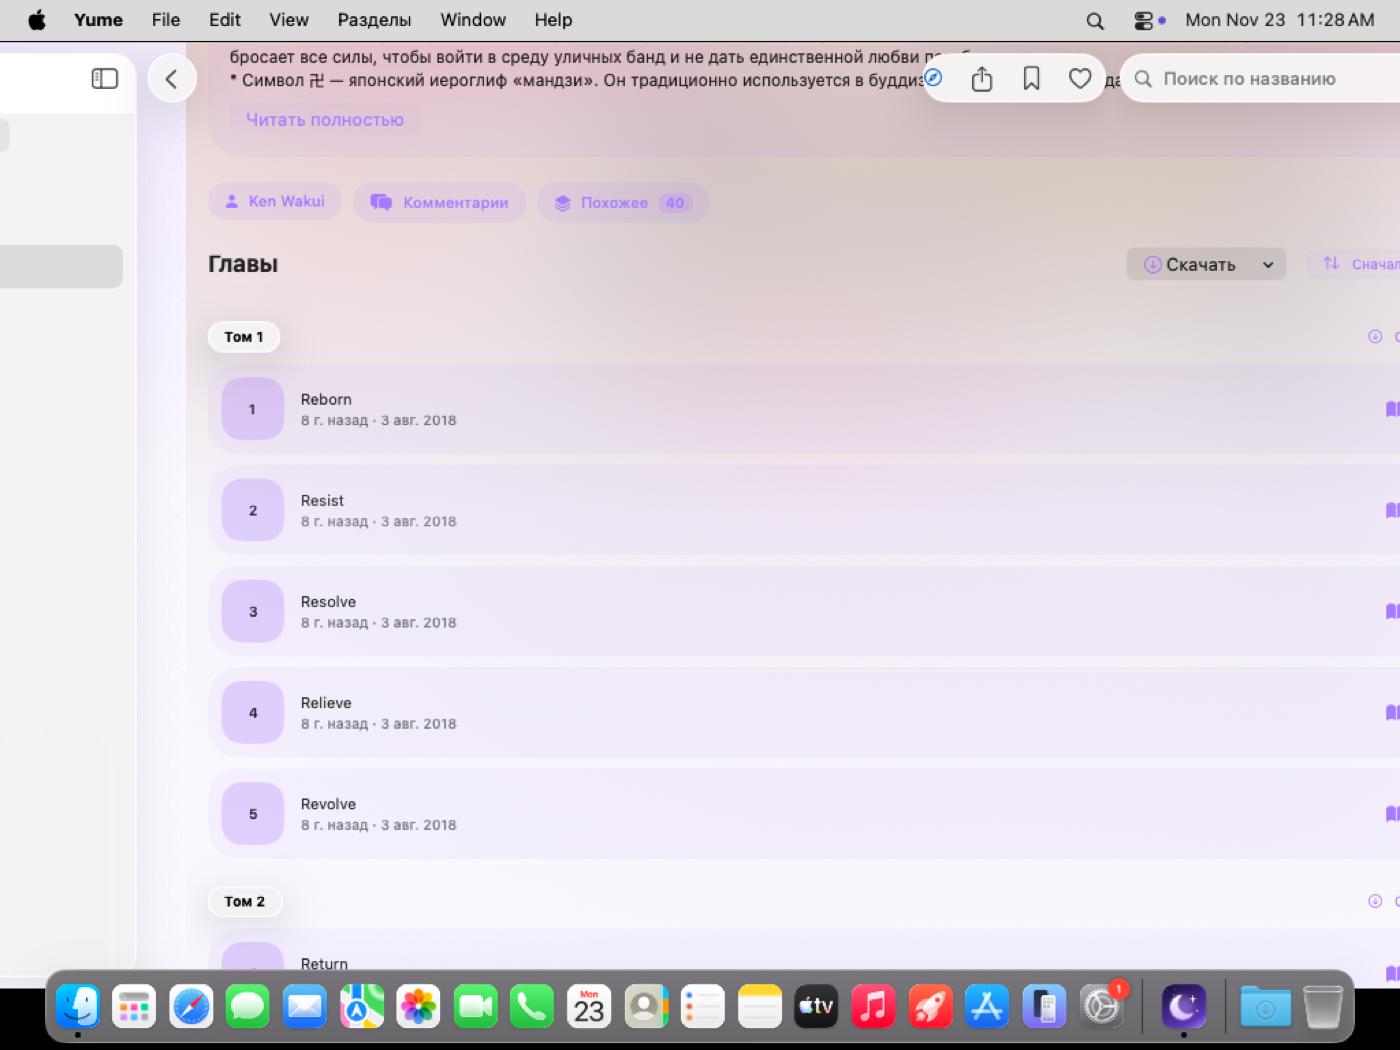 Yume File Edit View Разделы Window Help Mon Nov 23 11:28 AM
бросает все силы, чтобы войти в среду уличных банд и не дать единственной любви
* Символ 卍 — японский иероглиф «мандзи». Он традиционно используется в
Поиск по названию
Читать полностью
Ken Wakui Комментарии Похожее 40
Главы
Скачать
Том 1
1
Reborn
8 г. назад · 3 авг. 2018
2
Resist
8 г. назад · 3 авг. 2018
3
Resolve
8 г. назад · 3 авг. 2018
4
Relieve
8 г. назад · 3 авг. 2018
5
Revolve
8 г. назад · 3 авг. 2018
Том 2
Return
Mon
23
tv
1